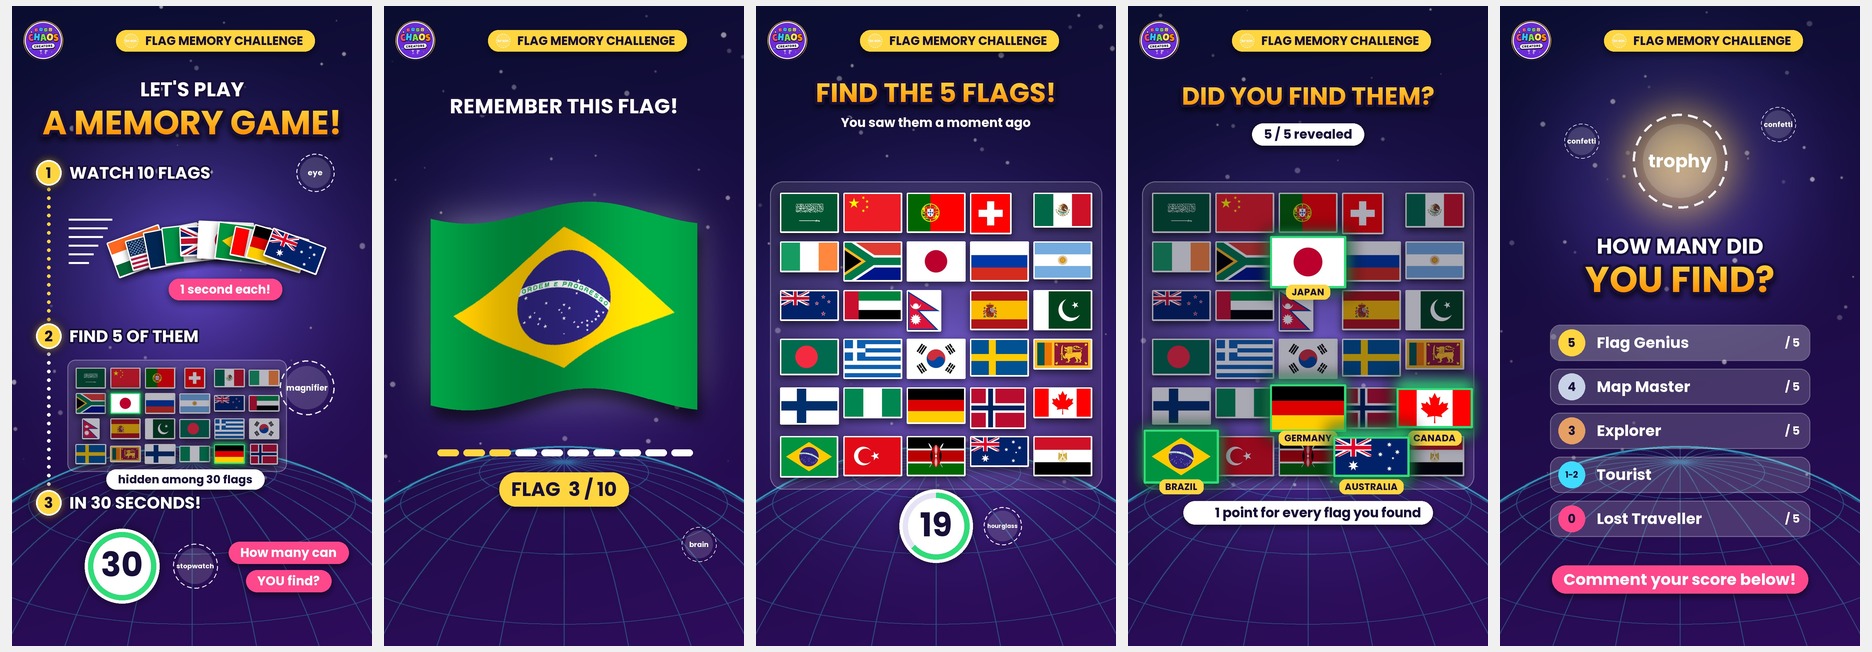 CHAOS
CREATORS
FLAG MEMORY CHALLENGE
LET'S PLAY
A MEMORY GAME!
1
WATCH 10 FLAGS
eye
1 second each!
2
FIND 5 OF THEM
magnifier
hidden among 30 flags
3
IN 30 SECONDS!
30
stopwatch
How many can
YOU find?
CHAOS
CREATORS
FLAG MEMORY CHALLENGE
REMEMBER THIS FLAG!
ORDEM E PROGRESSO
FLAG 3 / 10
brain
CHAOS
CREATORS
FLAG MEMORY CHALLENGE
FIND THE 5 FLAGS!
You saw them a moment ago
19
hourglass
CHAOS
CREATORS
FLAG MEMORY CHALLENGE
DID YOU FIND THEM?
5 / 5 revealed
JAPAN
GERMANY
CANADA
BRAZIL
AUSTRALIA
1 point for every flag you found
CHAOS
CREATORS
FLAG MEMORY CHALLENGE
confetti
trophy
confetti
HOW MANY DID
YOU FIND?
5 Flag Genius / 5
4 Map Master / 5
3 Explorer / 5
1-2 Tourist / 5
0 Lost Traveller / 5
Comment your score below!